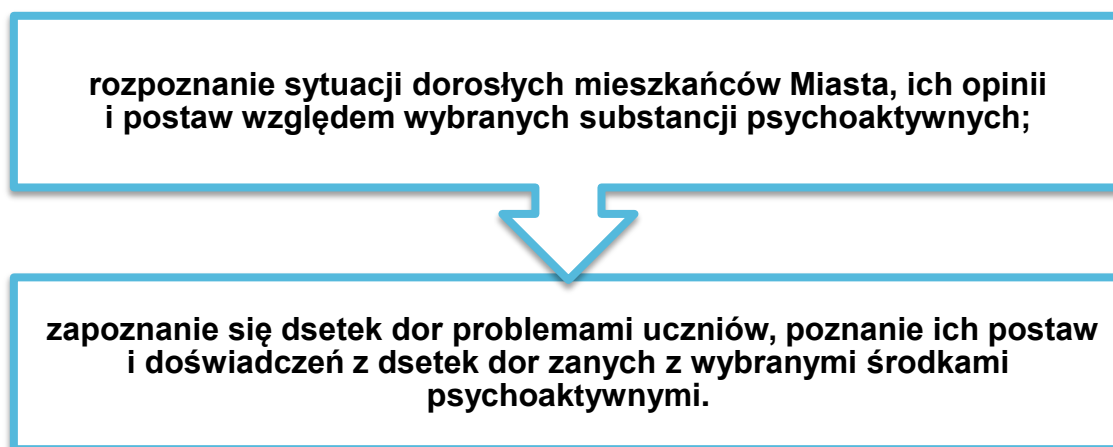 rozpoznanie sytuacji dorosłych mieszkańców Miasta, ich opinii
i postaw względem wybranych substancji psychoaktywnych;
zapoznanie się dsetek dor problemami uczniów, poznanie ich postaw
i doświadczeń z dsetek dor zanych z wybranymi środkami
psychoaktywnymi.